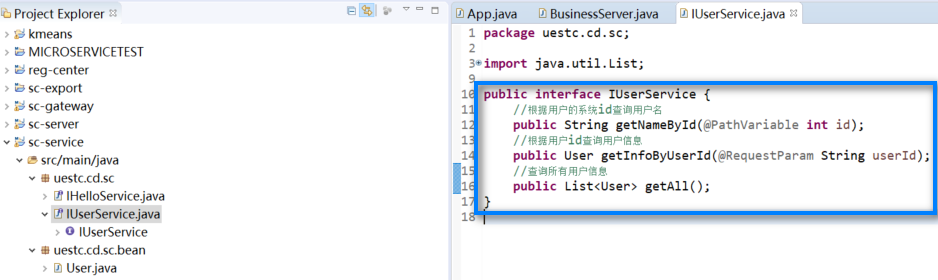 Project Explorer
kmeans
MICROSERVICETEST
reg-center
sc-export
sc-gateway
sc-server
sc-service
src/main/java
uestc.cd.sc
IHelloService.java
IUserService.java
IUserService
uestc.cd.sc.bean
User.java
App.java BusinessServer.java IUserService.java
1 package uestc.cd.sc;
2
3 import java.util.List;
9
10 public interface IUserService {
11 //根据用户的系统id查询用户名
12 public String getNameById(@PathVariable int id);
13 //根据用户id查询用户信息
14 public User getInfoByUserId(@RequestParam String userId);
15 //查询所有用户信息
16 public List<User> getAll();
17 }
18